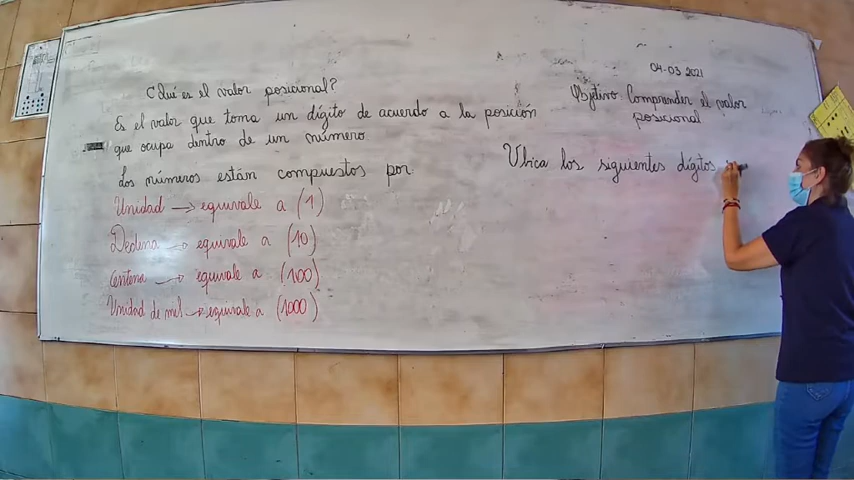 ¿Qué es el valor posicional?
Es el valor que toma un dígito de acuerdo a la posición
que ocupa dentro de un número
Los números están compuestos por
Unidad → equivale a (1)
Decena → equivale a (10)
Centena → equivale a (100)
Unidad de mil → equivale a (1000)
04-03 2021
Objetivo Comprender el valor
posicional
Ubica los siguientes dígitos